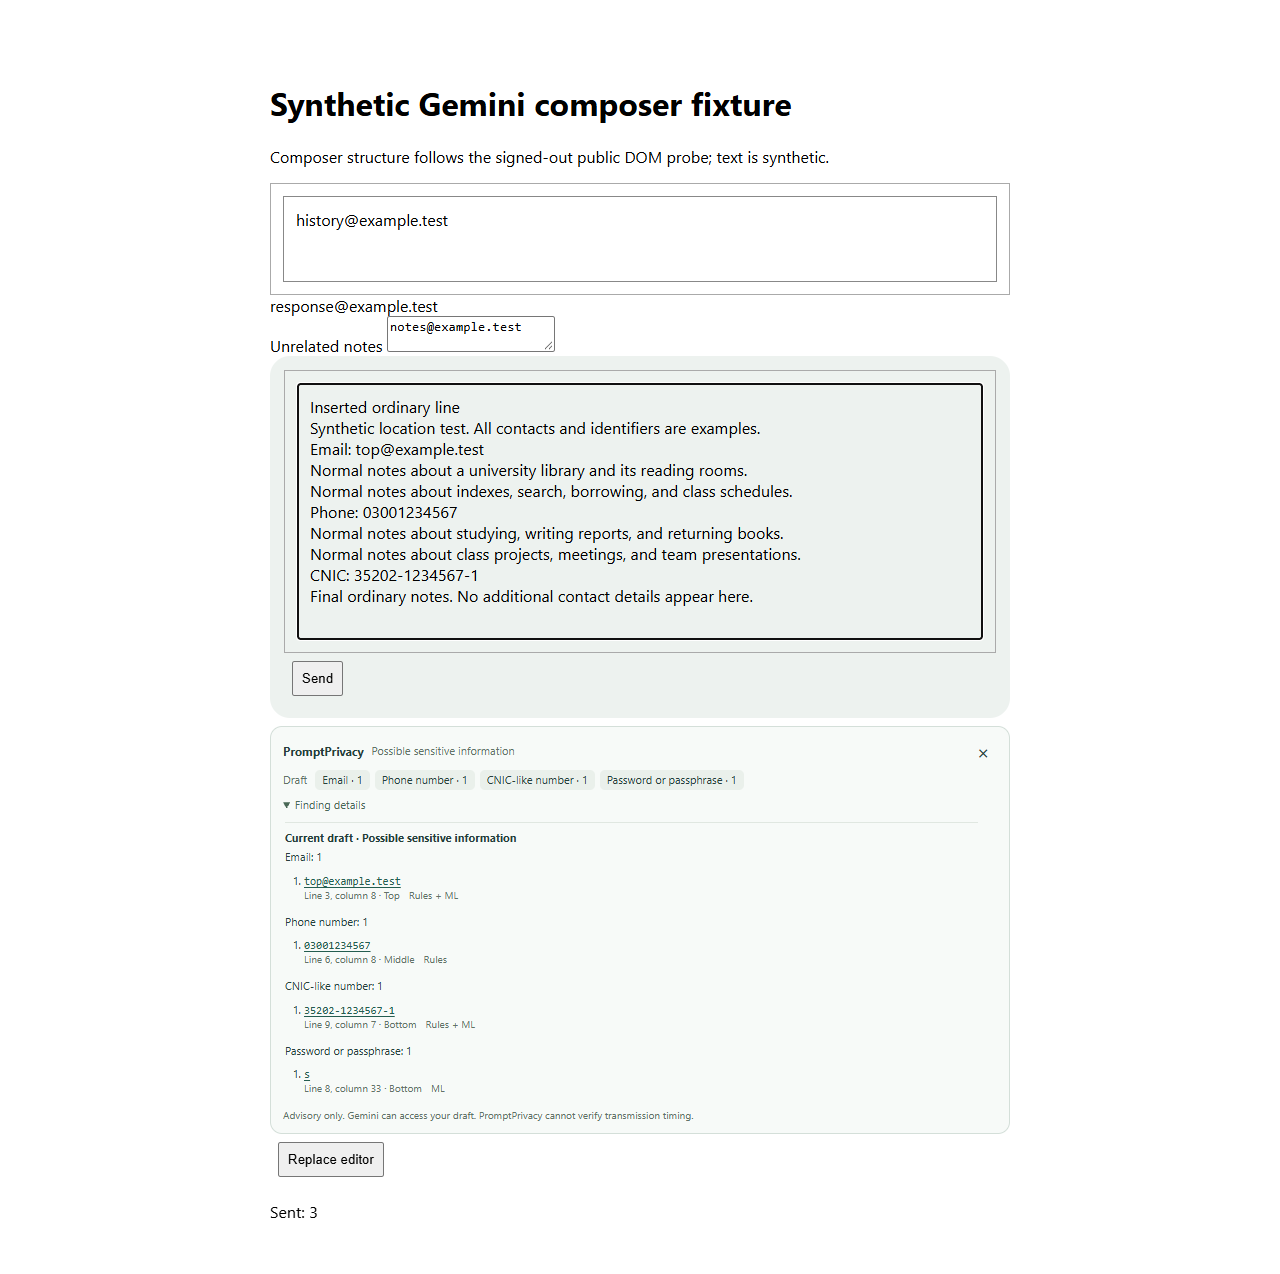 Synthetic Gemini composer fixture
Composer structure follows the signed-out public DOM probe; text is synthetic.
history@example.test
response@example.test
Unrelated notes notes@example.test
Inserted ordinary line
Synthetic location test. All contacts and identifiers are examples.
Email: top@example.test
Normal notes about a university library and its reading rooms.
Normal notes about indexes, search, borrowing, and class schedules.
Phone: 03001234567
Normal notes about studying, writing reports, and returning books.
Normal notes about class projects, meetings, and team presentations.
CNIC: 35202-1234567-1
Final ordinary notes. No additional contact details appear here.
Send
PromptPrivacy Possible sensitive information ×
Draft Email · 1 Phone number · 1 CNIC-like number · 1 Password or passphrase · 1
▼ Finding details
Current draft · Possible sensitive information
Email: 1
1. top@example.test
Line 3, column 8 · Top Rules + ML
Phone number: 1
1. 03001234567
Line 6, column 8 · Middle Rules
CNIC-like number: 1
1. 35202-1234567-1
Line 9, column 7 · Bottom Rules + ML
Password or passphrase: 1
1. s
Line 8, column 33 · Bottom ML
Advisory only. Gemini can access your draft. PromptPrivacy cannot verify transmission timing.
Replace editor
Sent: 3